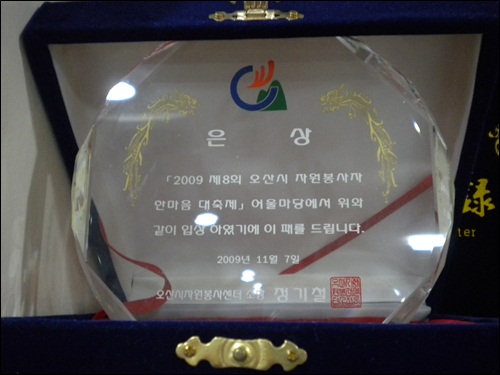 은 상
「2009 제8회 오산시 자원봉사자
한마음 대축제」 어울마당에서 위와
같이 입상 하였기에 이 패를 드립니다.
2009년 11월 7일
오산시자원봉사센터 소장 정기철
록
ter